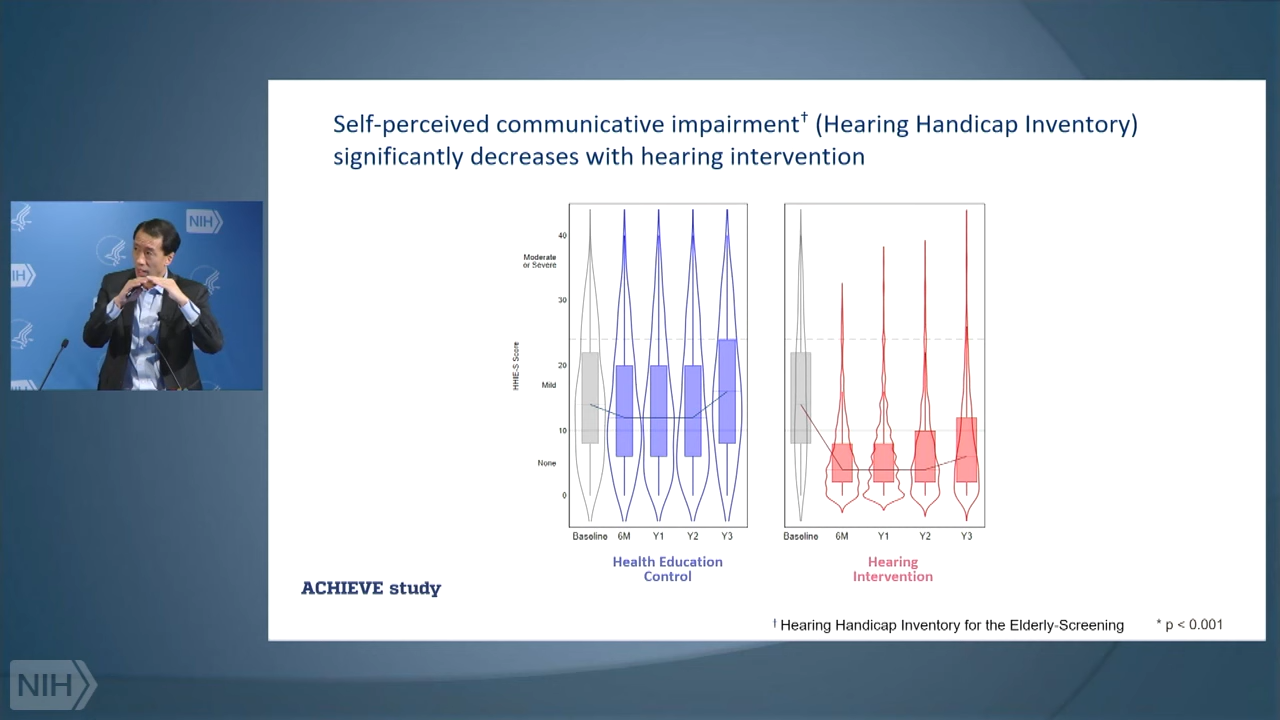 Self-perceived communicative impairment† (Hearing Handicap Inventory)
significantly decreases with hearing intervention
NIH
IH
40
Moderate
or Severe
30
HHIE-S Score
20
Mild
10
None
0
Baseline 6M Y1 Y2 Y3
Baseline 6M Y1 Y2 Y3
Health Education
Control
Hearing
Intervention
ACHIEVE study
† Hearing Handicap Inventory for the Elderly-Screening
* p < 0.001
NIH